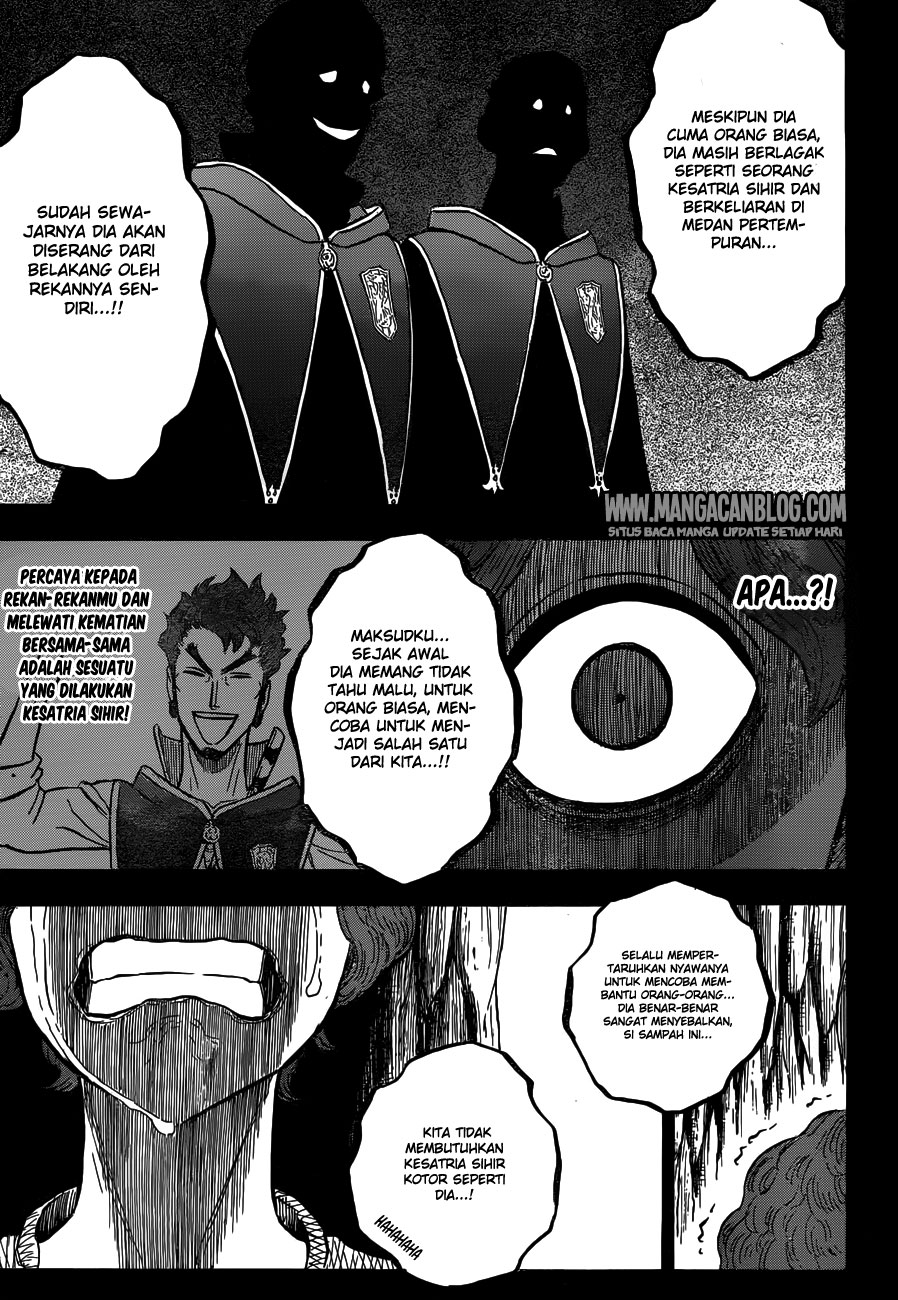 MESKIPUN DIA
CUMA ORANG BIASA,
DIA MASIH BERLAGAK
SEPERTI SEORANG
KESATRIA SIHIR DAN
BERKELIARAN DI
MEDAN PERTEM-
PURAN...
SUDAH SEWA-
JARNYA DIA AKAN
DISERANG DARI
BELAKANG OLEH
REKANNYA SEN-
DIRI...!!
WWW.MANGACANBLOG.COM
SITUS BACA MANGA UPDATE SETIAP HARI
APA...?!
MAKSUDKU...
SEJAK AWAL
DIA MEMANG TIDAK
TAHU MALU, UNTUK
ORANG BIASA, MEN-
COBA UNTUK MEN-
JADI SALAH SATU
DARI KITA...!!
PERCAYA KEPADA
REKAN-REKANMU DAN
MELEWATI KEMATIAN
BERSAMA-SAMA
ADALAH SESUATU
YANG DILAKUKAN
KESATRIA SIHIR!
SELALU MEMPER-
TARUHKAN NYAWANYA
UNTUK MENCOBA MEM-
BANTU ORANG-ORANG...
DIA BENAR-BENAR
SANGAT MENYEBALKAN,
SI SAMPAH INI...
KITA TIDAK
MEMBUTUHKAN
KESATRIA SIHIR
KOTOR SEPERTI
DIA...!
HAHAHAHA